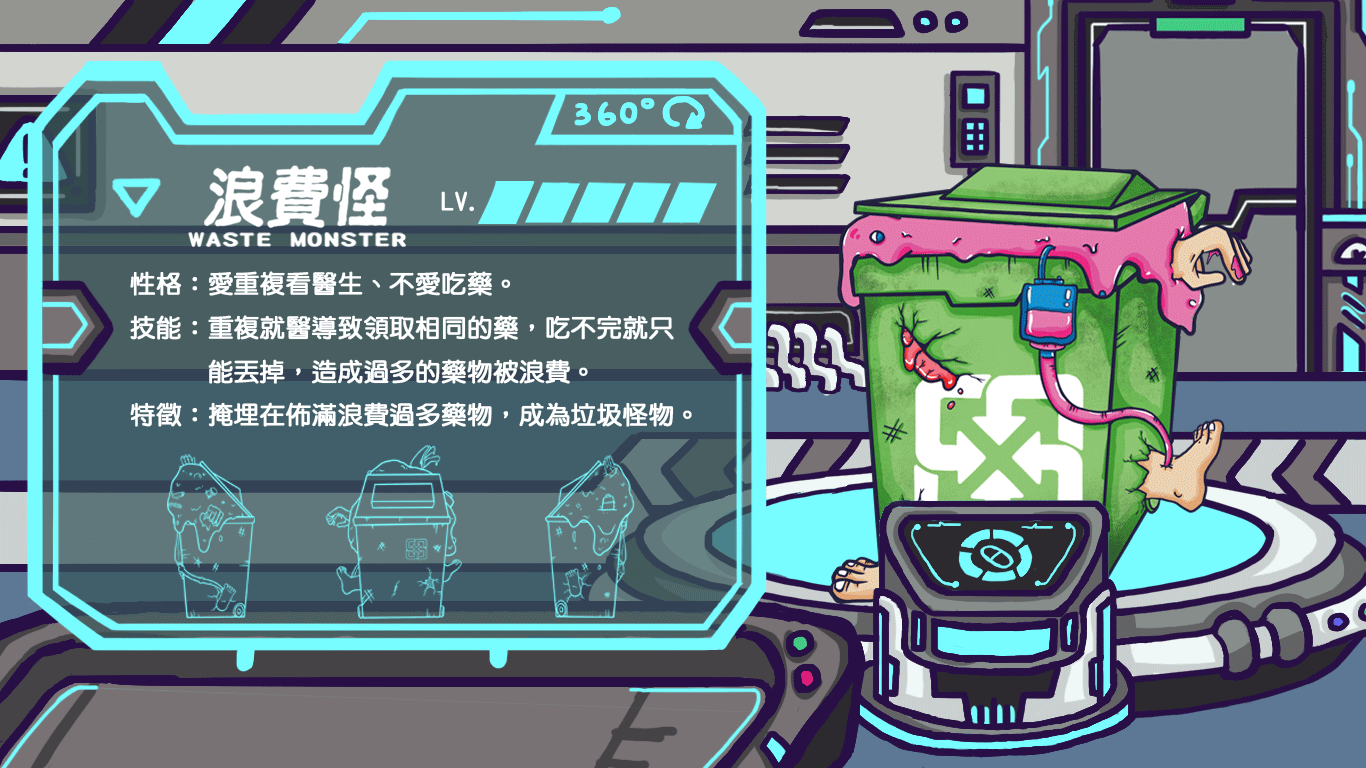 360°
浪費怪
LV.
WASTE MONSTER
性格：愛重複看醫生、不愛吃藥。
技能：重複就醫導致領取相同的藥，吃不完就只
能丟掉，造成過多的藥物被浪費。
特徵：掩埋在佈滿浪費過多藥物，成為垃圾怪物。